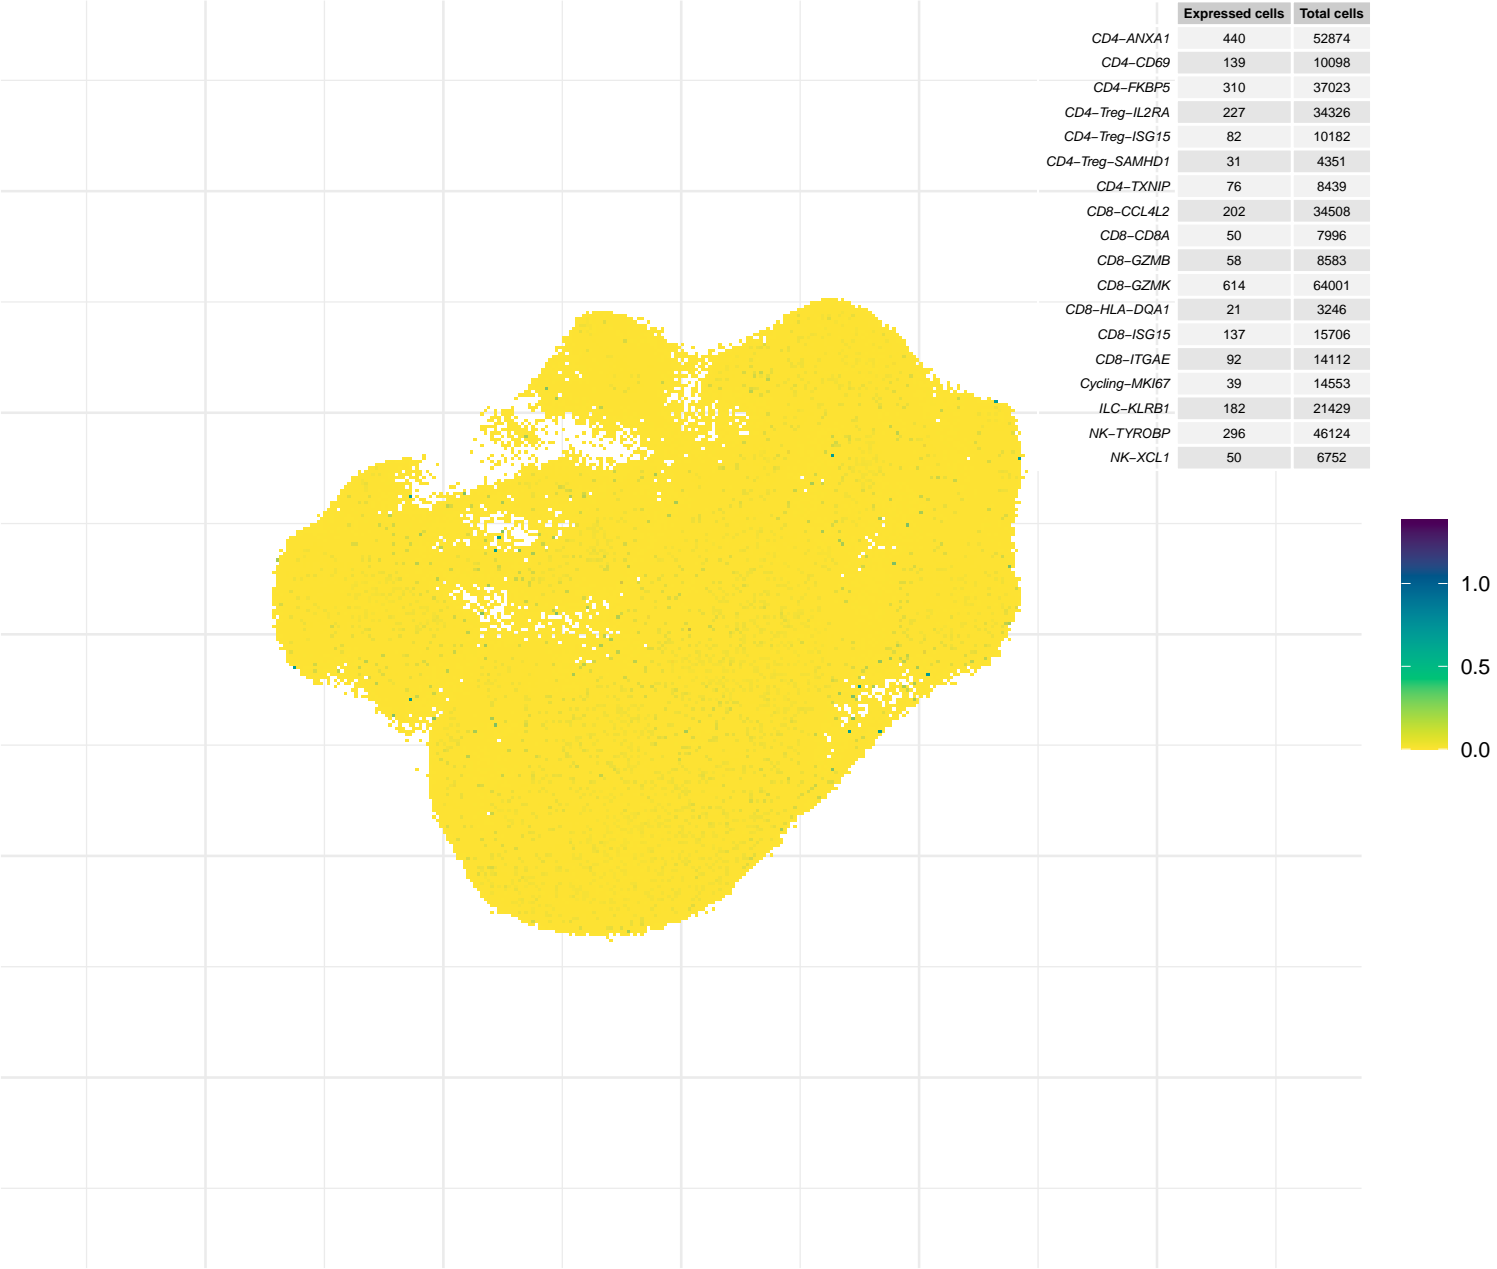 Expressed cells Total cells
CD4−ANXA1 440 52874
CD4−CD69 139 10098
CD4−FKBP5 310 37023
CD4−Treg−IL2RA 227 34326
CD4−Treg−ISG15 82 10182
CD4−Treg−SAMHD1 31 4351
CD4−TXNIP 76 8439
CD8−CCL4L2 202 34508
CD8−CD8A 50 7996
CD8−GZMB 58 8583
CD8−GZMK 614 64001
CD8−HLA−DQA1 21 3246
CD8−ISG15 137 15706
CD8−ITGAE 92 14112
Cycling−MKI67 39 14553
ILC−KLRB1 182 21429
NK−TYROBP 296 46124
NK−XCL1 50 6752
1.0
0.5
0.0